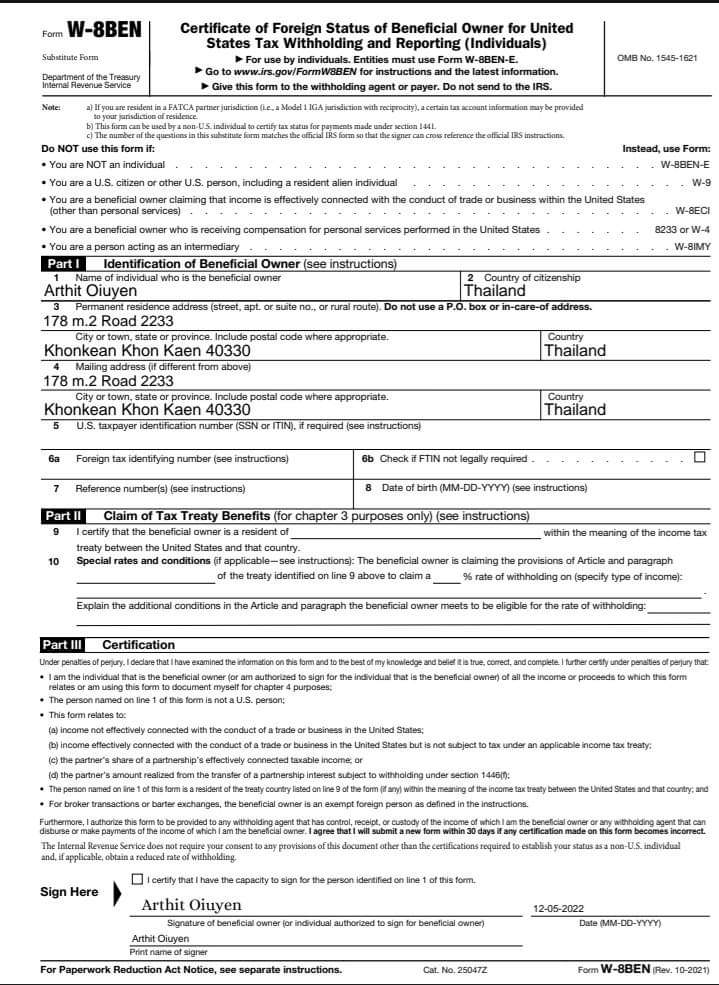 Form W-8BEN
Substitute Form
Department of the Treasury
Internal Revenue Service
Certificate of Foreign Status of Beneficial Owner for United
States Tax Withholding and Reporting (Individuals)
▶ For use by individuals. Entities must use Form W-8BEN-E.
▶ Go to www.irs.gov/FormW8BEN for instructions and the latest information.
▶ Give this form to the withholding agent or payer. Do not send to the IRS.
OMB No. 1545-1621
Note: a) If you are resident in a FATCA partner jurisdiction (i.e., a Model 1 IGA jurisdiction with reciprocity), a certain tax account information may be provided
to your jurisdiction of residence.
b) This form can be used by a non-U.S. individual to certify tax status for payments made under section 1441.
c) The number of the questions in this substitute form matches the official IRS form so that the signer can cross reference the official IRS instructions.
Do NOT use this form if: Instead, use Form:
• You are NOT an individual . . . . . . . . . . W-8BEN-E
• You are a U.S. citizen or other U.S. person, including a resident alien individual . . . . . . . . . . W-9
• You are a beneficial owner claiming that income is effectively connected with the conduct of trade or business within the United States
(other than personal services) . . . . . . . . . . W-8ECI
• You are a beneficial owner who is receiving compensation for personal services performed in the United States . . . . . . . 8233 or W-4
• You are a person acting as an intermediary . . . . . . . . . . W-8IMY
Part I Identification of Beneficial Owner (see instructions)
1 Name of individual who is the beneficial owner
Arthit Oiuyen
2 Country of citizenship
Thailand
3 Permanent residence address (street, apt. or suite no., or rural route). Do not use a P.O. box or in-care-of address.
178 m.2 Road 2233
City or town, state or province. Include postal code where appropriate.
Khonkean Khon Kaen 40330
Country
Thailand
4 Mailing address (if different from above)
178 m.2 Road 2233
City or town, state or province. Include postal code where appropriate.
Khonkean Khon Kaen 40330
Country
Thailand
5 U.S. taxpayer identification number (SSN or ITIN), if required (see instructions)
6a Foreign tax identifying number (see instructions)
6b Check if FTIN not legally required . . . . . . . . . .
7 Reference number(s) (see instructions)
8 Date of birth (MM-DD-YYYY) (see instructions)
Part II Claim of Tax Treaty Benefits (for chapter 3 purposes only) (see instructions)
9 I certify that the beneficial owner is a resident of within the meaning of the income tax
treaty between the United States and that country.
10 Special rates and conditions (if applicable—see instructions): The beneficial owner is claiming the provisions of Article and paragraph
of the treaty identified on line 9 above to claim a % rate of withholding on (specify type of income):
.
Explain the additional conditions in the Article and paragraph the beneficial owner meets to be eligible for the rate of withholding:
Part III Certification
Under penalties of perjury, I declare that I have examined the information on this form and to the best of my knowledge and belief it is true, correct, and complete. I further certify under penalties of perjury that:
• I am the individual that is the beneficial owner (or am authorized to sign for the individual that is the beneficial owner) of all the income or proceeds to which this form
relates or am using this form to document myself for chapter 4 purposes;
• The person named on line 1 of this form is not a U.S. person;
• This form relates to:
(a) income not effectively connected with the conduct of a trade or business in the United States;
(b) income effectively connected with the conduct of a trade or business in the United States but is not subject to tax under an applicable income tax treaty;
(c) the partner's share of a partnership's effectively connected taxable income; or
(d) the partner's amount realized from the transfer of a partnership interest subject to withholding under section 1446(f);
• The person named on line 1 of this form is a resident of the treaty country listed on line 9 of the form (if any) within the meaning of the income tax treaty between the United States and that country; and
• For broker transactions or barter exchanges, the beneficial owner is an exempt foreign person as defined in the instructions.
Furthermore, I authorize this form to be provided to any withholding agent that has control, receipt, or custody of the income of which I am the beneficial owner or any withholding agent that can
disburse or make payments of the income of which I am the beneficial owner. I agree that I will submit a new form within 30 days if any certification made on this form becomes incorrect.
The Internal Revenue Service does not require your consent to any provisions of this document other than the certifications required to establish your status as a non-U.S. individual
and, if applicable, obtain a reduced rate of withholding.
I certify that I have the capacity to sign for the person identified on line 1 of this form.
Sign Here
Arthit Oiuyen 12-05-2022
Signature of beneficial owner (or individual authorized to sign for beneficial owner) Date (MM-DD-YYYY)
Arthit Oiuyen
Print name of signer
For Paperwork Reduction Act Notice, see separate instructions. Cat. No. 25047Z Form W-8BEN (Rev. 10-2021)